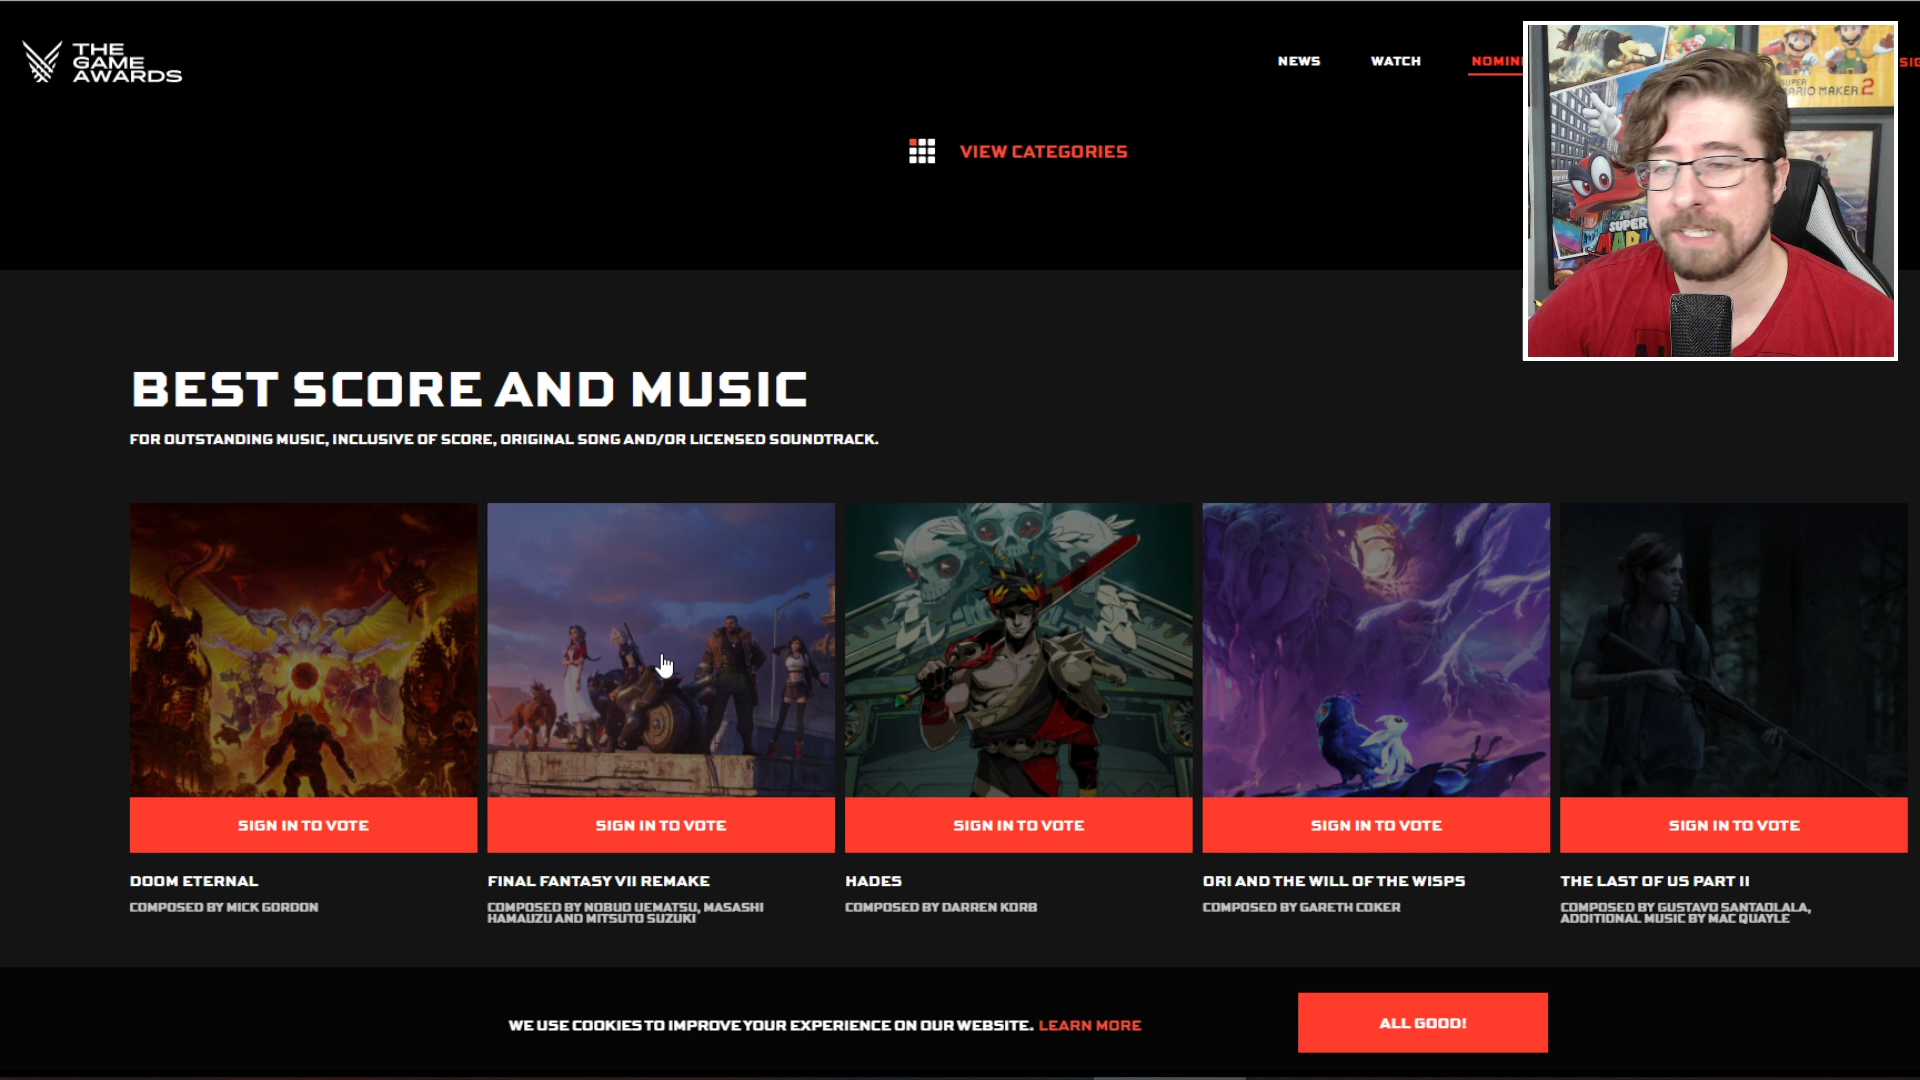 THE
GAME
AWARDS
NEWS
WATCH
VIEW CATEGORIES
MARIO MAKER 2
SUPER
BEST SCORE AND MUSIC
FOR OUTSTANDING MUSIC, INCLUSIVE OF SCORE, ORIGINAL SONG AND/OR LICENSED SOUNDTRACK.
SIGN IN TO VOTE
SIGN IN TO VOTE
SIGN IN TO VOTE
SIGN IN TO VOTE
SIGN IN TO VOTE
DOOM ETERNAL
COMPOSED BY MICK GORDON
FINAL FANTASY VII REMAKE
COMPOSED BY NOBUO UEMATSU, MASASHI
HAMAUZU AND MITSUTO SUZUKI
HADES
COMPOSED BY DARREN KORB
ORI AND THE WILL OF THE WISPS
COMPOSED BY GARETH COKER
THE LAST OF US PART II
COMPOSED BY GUSTAVO SANTAOLALA,
ADDITIONAL MUSIC BY MAC QUAYLE
WE USE COOKIES TO IMPROVE YOUR EXPERIENCE ON OUR WEBSITE. LEARN MORE
ALL GOOD!